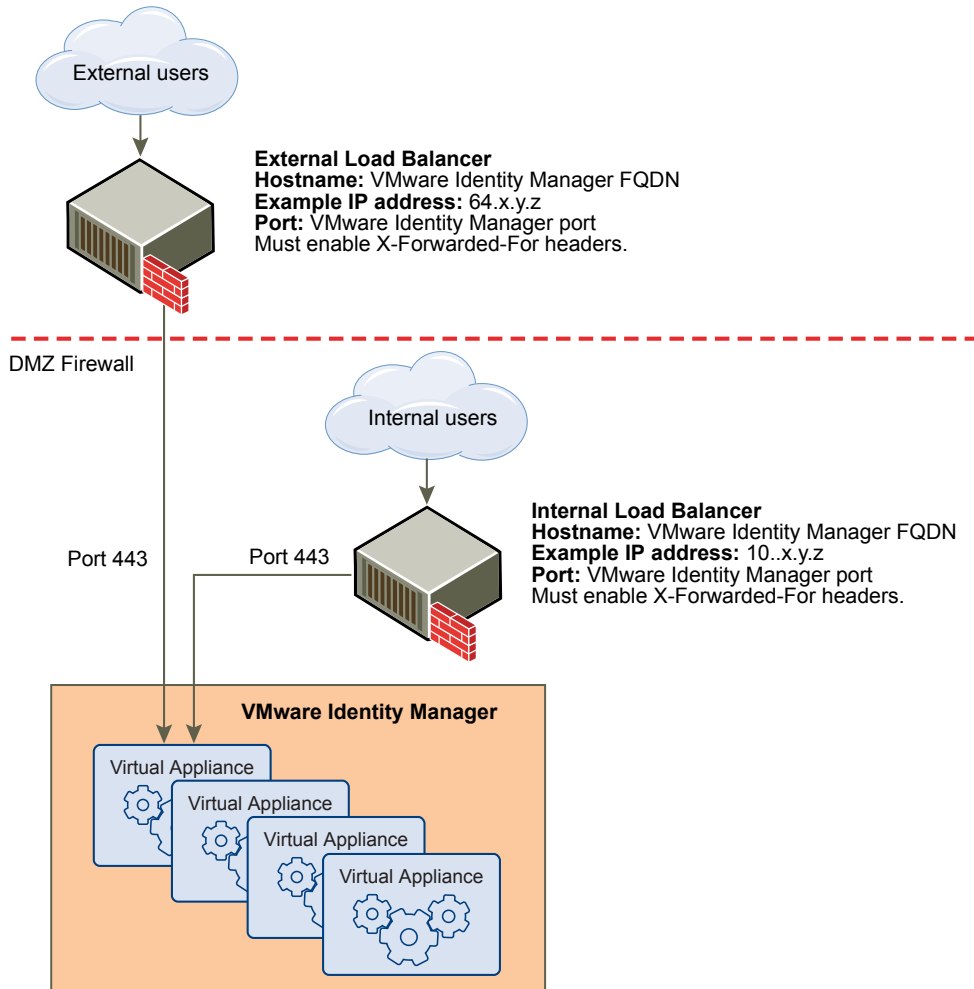 External users
External Load Balancer
Hostname: VMware Identity Manager FQDN
Example IP address: 64.x.y.z
Port: VMware Identity Manager port
Must enable X-Forwarded-For headers.
DMZ Firewall
Internal users
Internal Load Balancer
Hostname: VMware Identity Manager FQDN
Example IP address: 10..x.y.z
Port: VMware Identity Manager port
Must enable X-Forwarded-For headers.
Port 443
Port 443
VMware Identity Manager
Virtual Appliance
Virtual Appliance
Virtual Appliance
Virtual Appliance